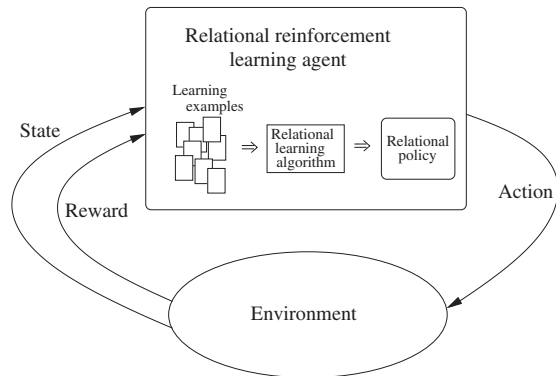 Relational reinforcement
learning agent
Learning
examples
⇒
Relational
learning
algorithm
⇒
Relational
policy
State
Reward
Action
Environment